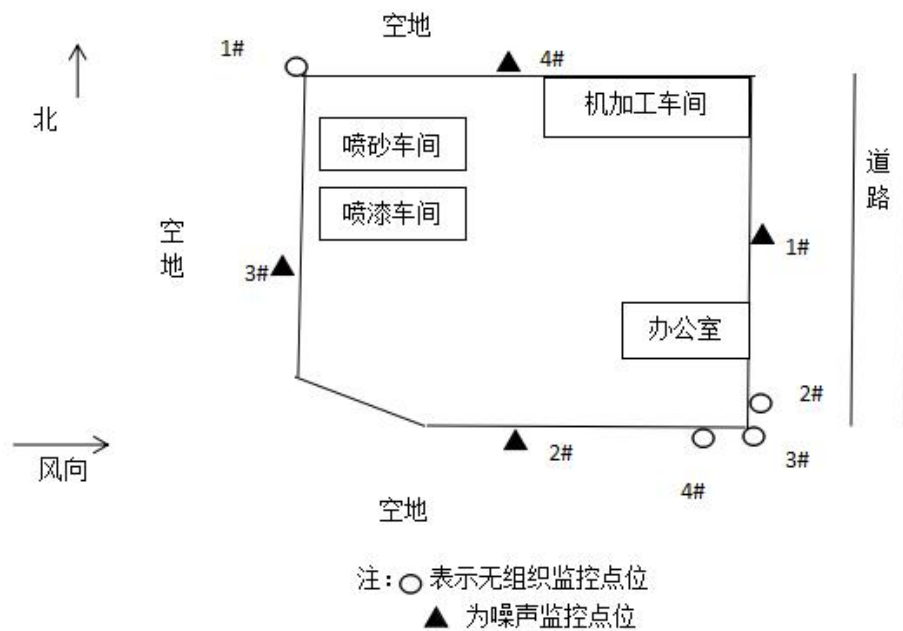 空地
1#
4#
北
机加工车间
喷砂车间
道路
喷漆车间
空地
3#
1#
办公室
2#
风向
2#
3#
4#
空地
注：○表示无组织监控点位
▲ 为噪声监控点位